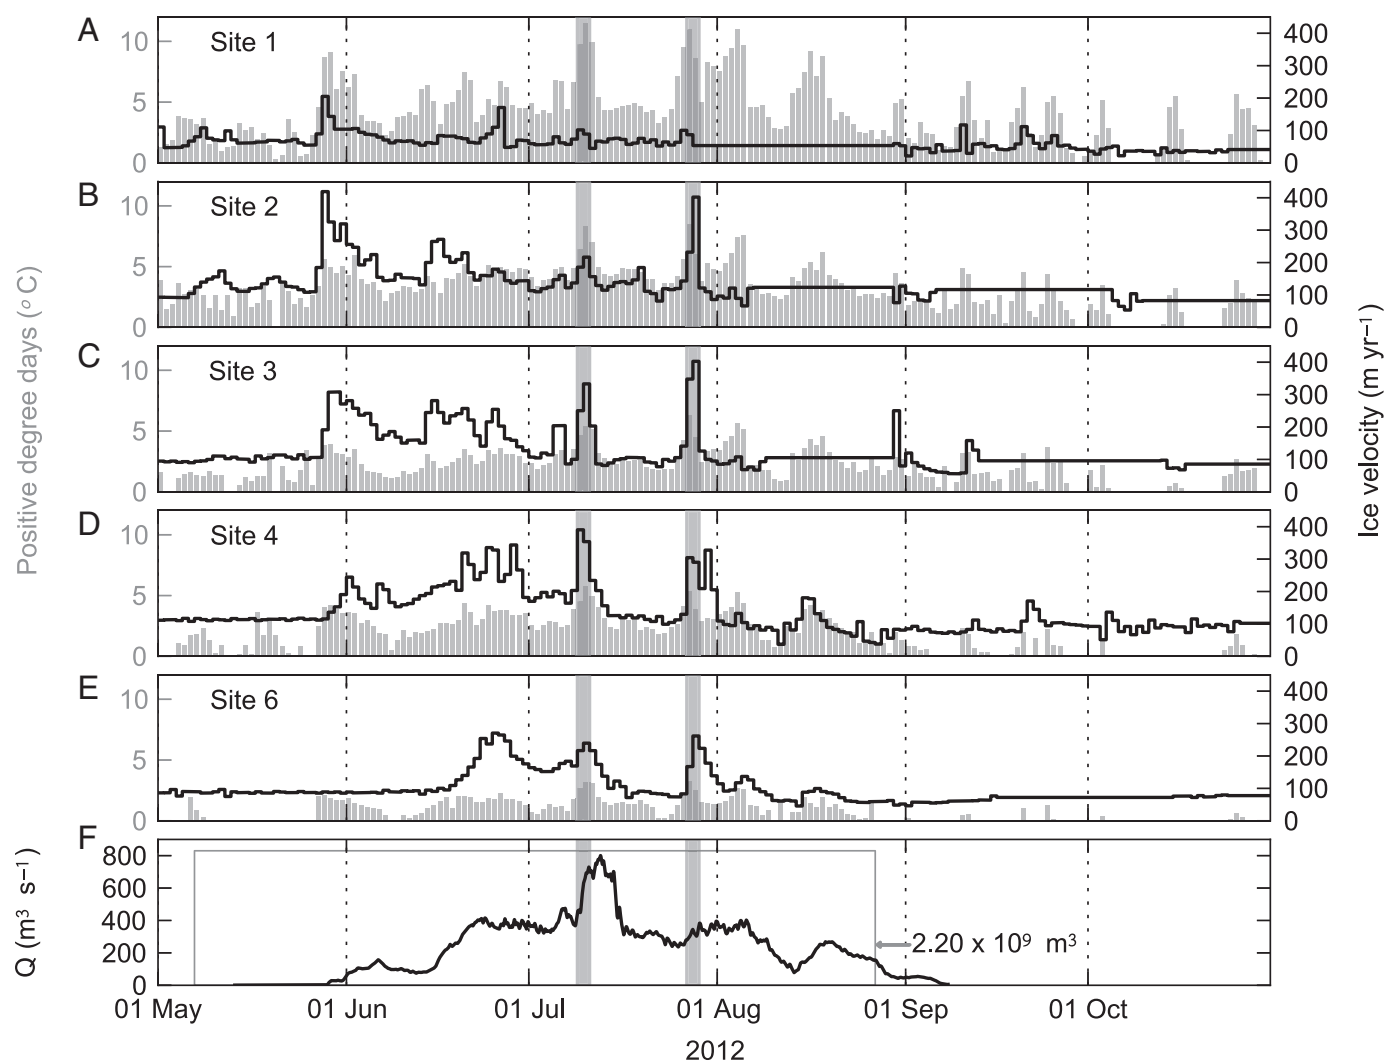 A
Site 1
10
5
0
400
300
200
100
0
B
Site 2
10
5
0
400
300
200
100
0
C
Site 3
10
5
0
400
300
200
100
0
D
Site 4
10
5
0
400
300
200
100
0
E
Site 6
10
5
0
400
300
200
100
0
F
800
600
400
200
0
2.20 x 10⁹ m³
Positive degree days (°C)
Ice velocity (m yr⁻¹)
Q (m³ s⁻¹)
01 May 01 Jun 01 Jul 01 Aug 01 Sep 01 Oct
2012